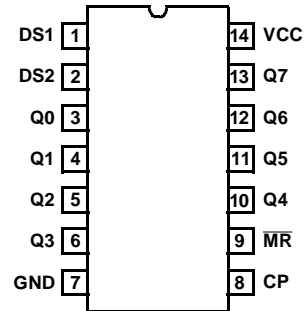 DS1 1 14 VCC
DS2 2 13 Q7
Q0 3 12 Q6
Q1 4 11 Q5
Q2 5 10 Q4
Q3 6 9 M̅R̅
GND 7 8 CP